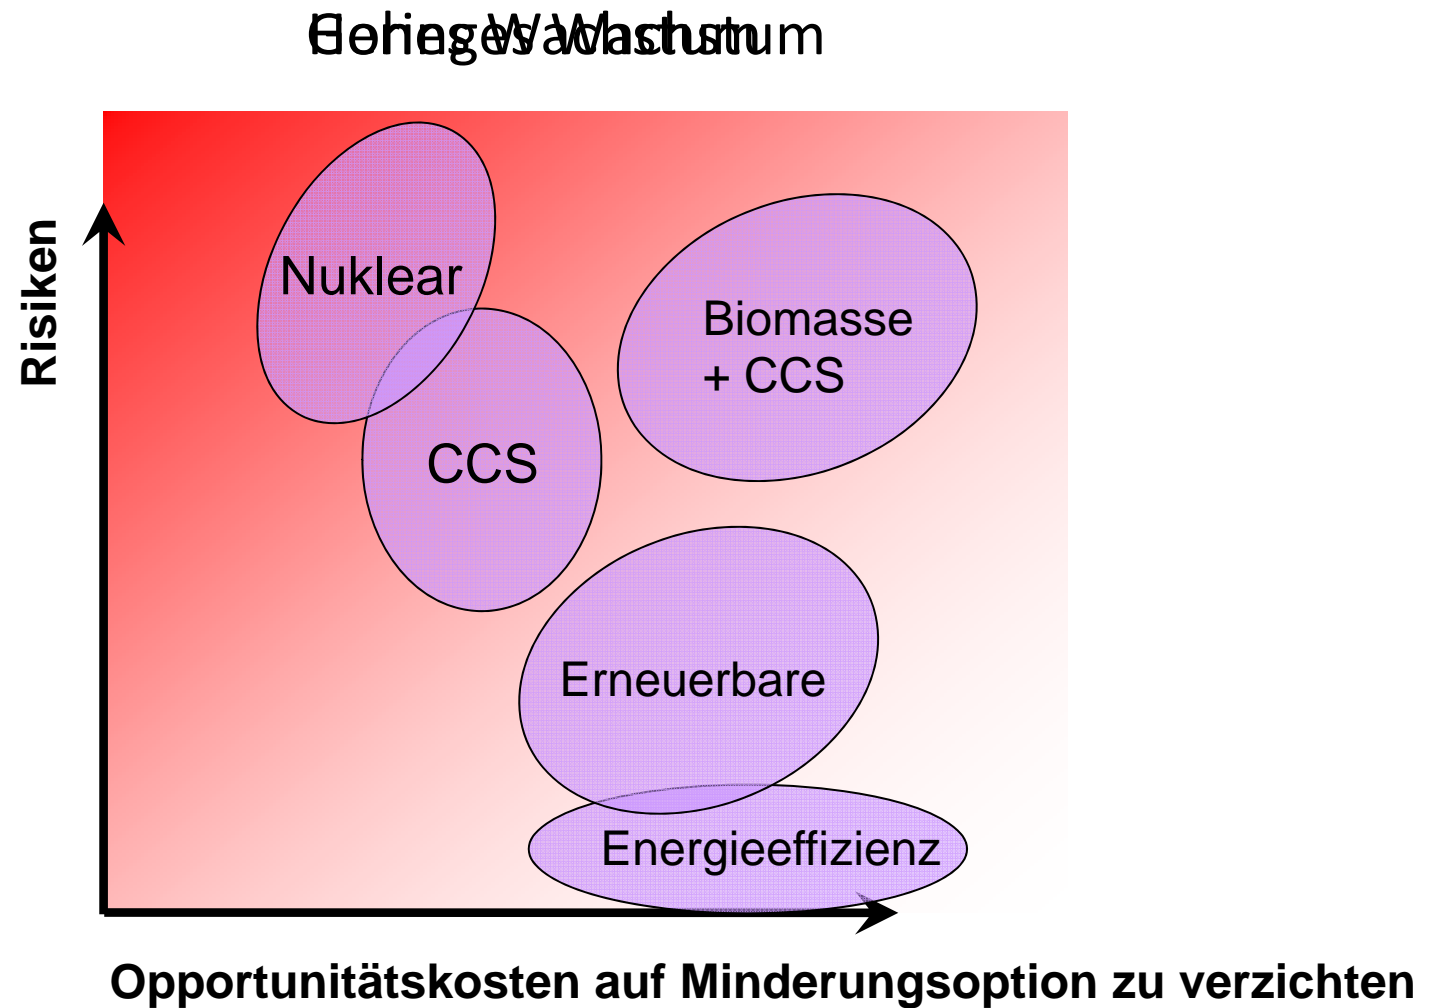 Risiken
Nuklear
Biomasse
+ CCS
CCS
Erneuerbare
Energieeffizienz
Opportunitätskosten auf Minderungsoption zu verzichten